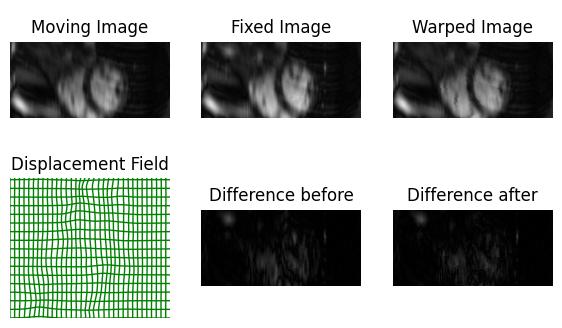 Moving Image
Fixed Image
Warped Image
Displacement Field
Difference before
Difference after